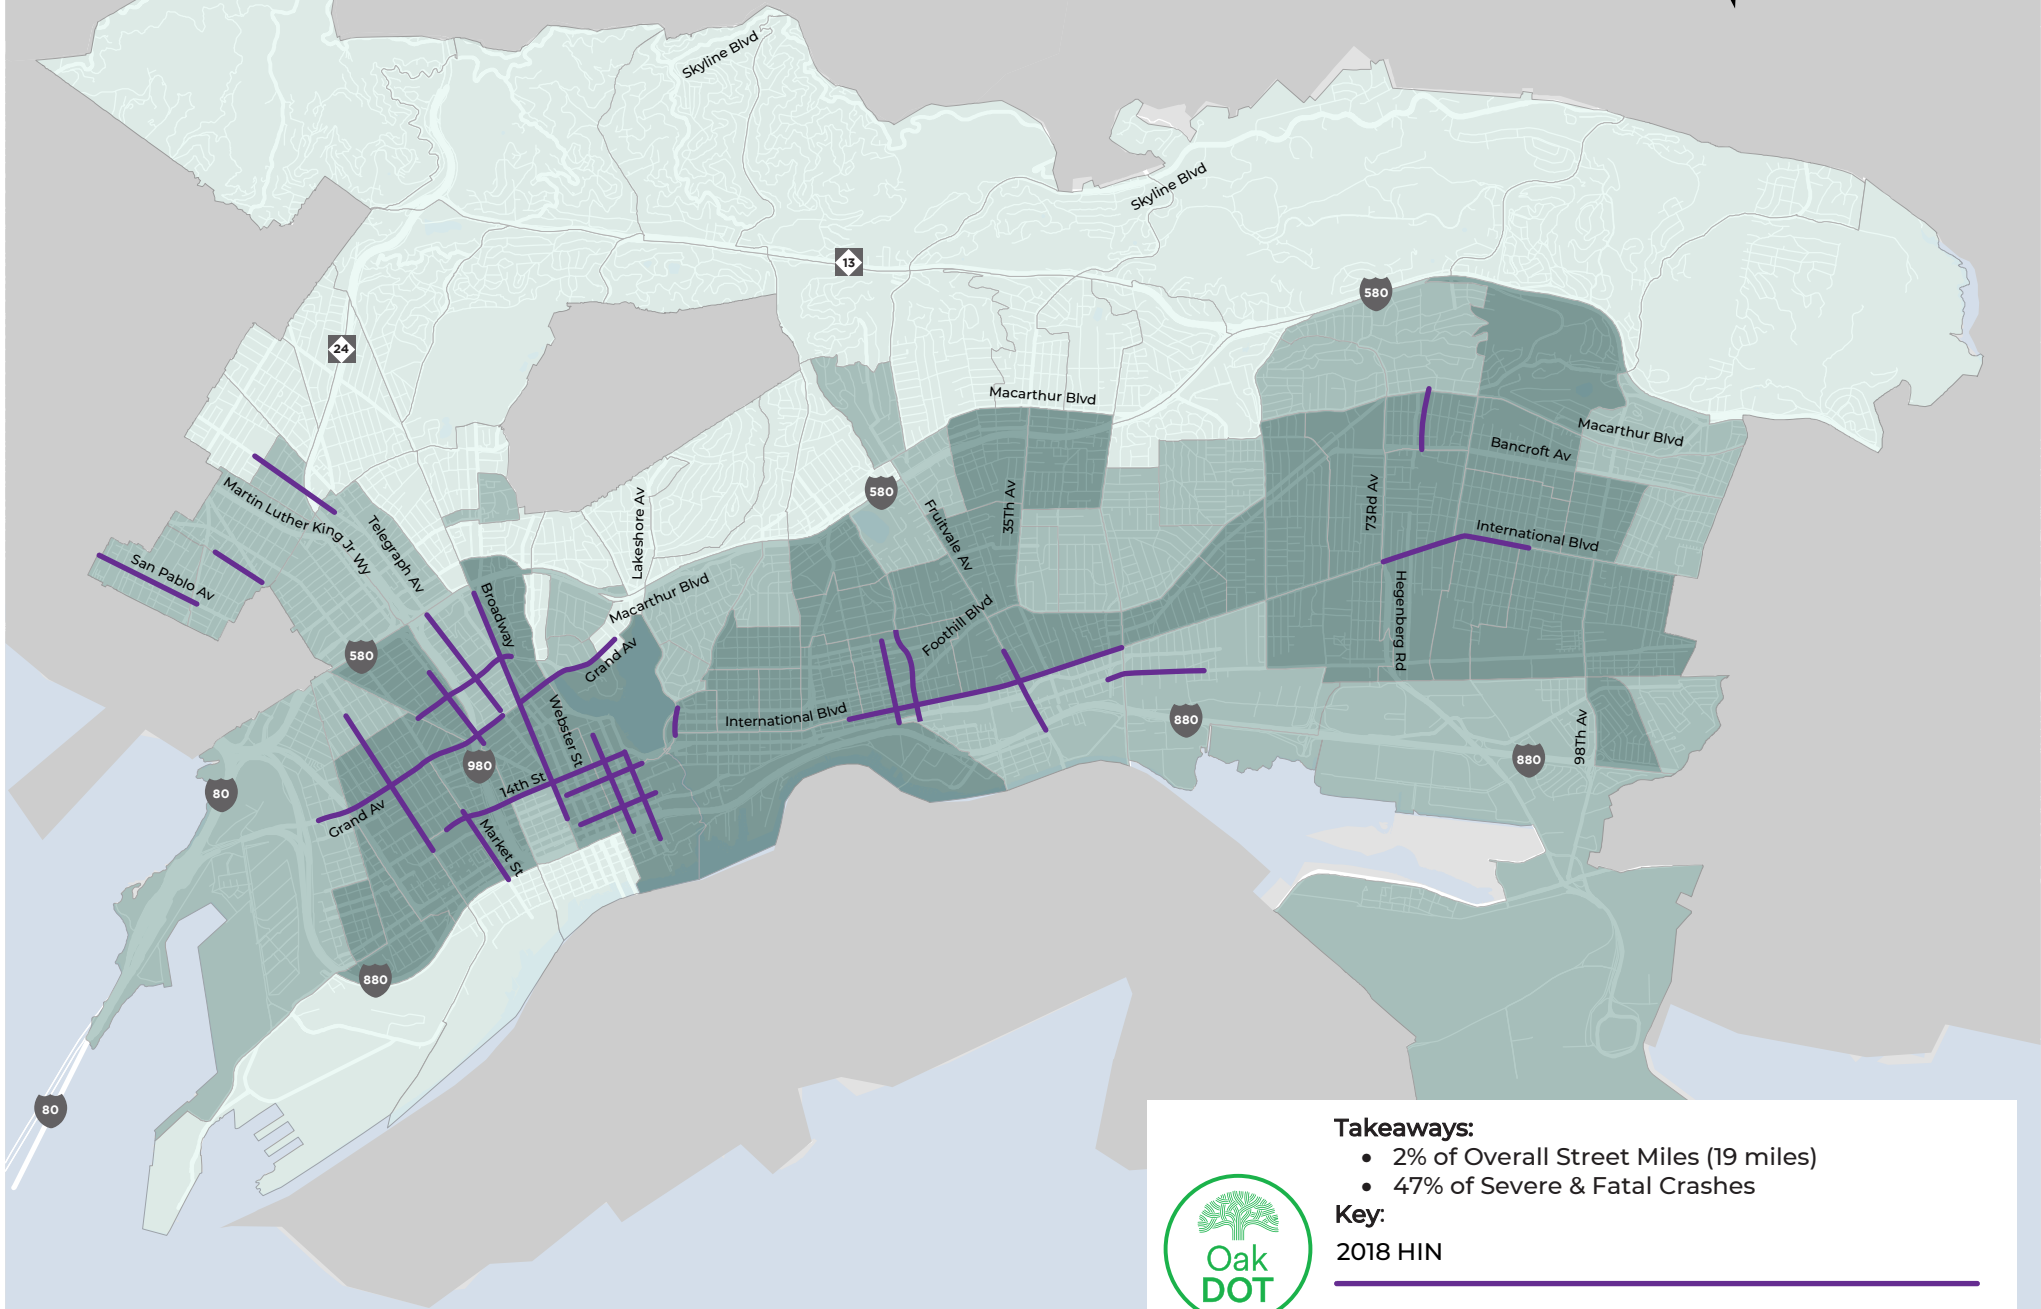 Skyline Blvd
Skyline Blvd
13
580
24
Macarthur Blvd
Macarthur Blvd
Bancroft Av
580
Martin Luther King Jr Wy
Telegraph Av
Lakeshore Av
Fruitvale Av
35Th Av
73Rd Av
International Blvd
San Pablo Av
Broadway
Macarthur Blvd
Foothill Blvd
Hegenberg Rd
580
Grand Av
Webster St
International Blvd
880
98Th Av
880
980
14th St
80
Grand Av
Market St
880
80
Takeaways:
• 2% of Overall Street Miles (19 miles)
• 47% of Severe & Fatal Crashes
Key:
2018 HIN
Oak
DOT